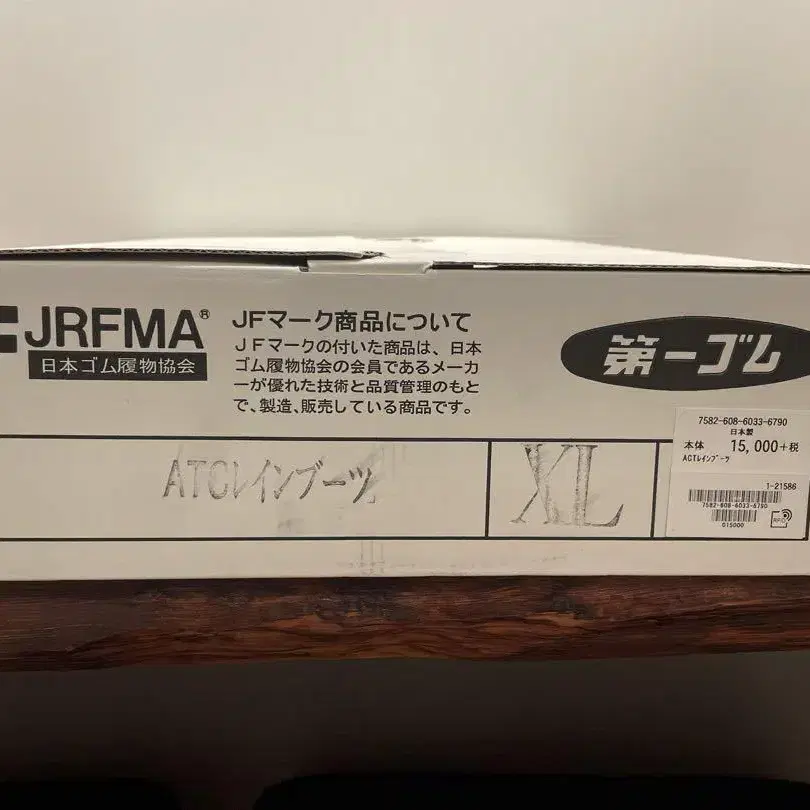 JRFMA®
日本ゴム履物協会
JFマーク商品について
JFマークの付いた商品は、日本
ゴム履物協会の会員であるメーカ
ーが優れた技術と品質管理のもと
で、製造、販売している商品です。
第一ゴム
ATCレインブーツ
XL
7582-608-6033-6790
日本製
本体 15,000+税
ACTレインブーツ
1-21586
7582-608-6033-6790
015000
RFID